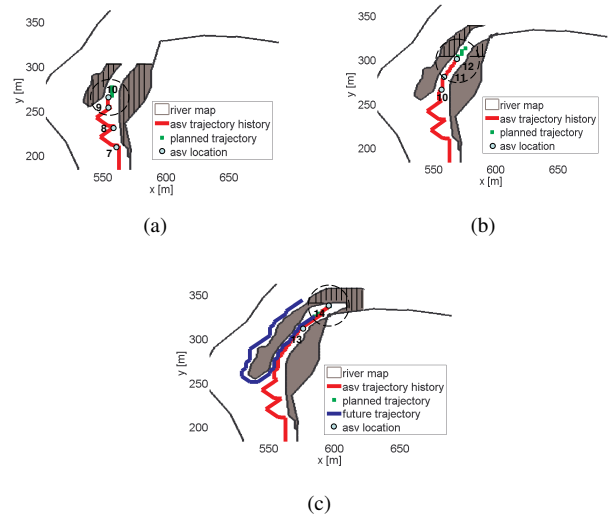 350
300
250
200
y [m]
10
9
8
7
river map
asv trajectory history
planned trajectory
asv location
550
600
650
x [m]
(a)
350
300
250
200
y [m]
12
11
10
river map
asv trajectory history
planned trajectory
asv location
550
600
650
x [m]
(b)
350
300
250
200
y [m]
14
13
river map
asv trajectory history
planned trajectory
future trajectory
asv location
550
600
650
x [m]
(c)